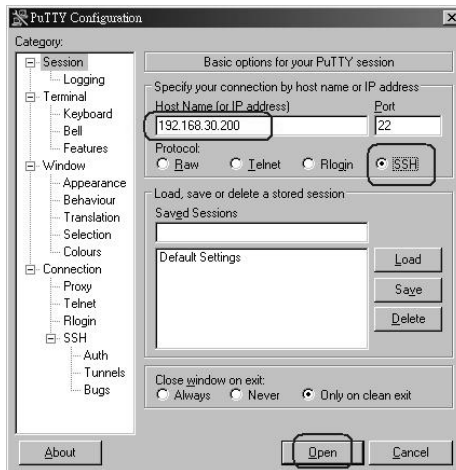 PuTTY Configuration
Category:
Session
Logging
Terminal
Keyboard
Bell
Features
Window
Appearance
Behaviour
Translation
Selection
Colours
Connection
Proxy
Telnet
Rlogin
SSH
Auth
Tunnels
Bugs
Basic options for your PuTTY session
Specify your connection by host name or IP address
Host Name (or IP address) Port
192.168.30.200 22
Protocol:
Raw Telnet Rlogin SSH
Load, save or delete a stored session
Saved Sessions
Default Settings
Load
Save
Delete
Close window on exit:
Always Never Only on clean exit
About Open Cancel